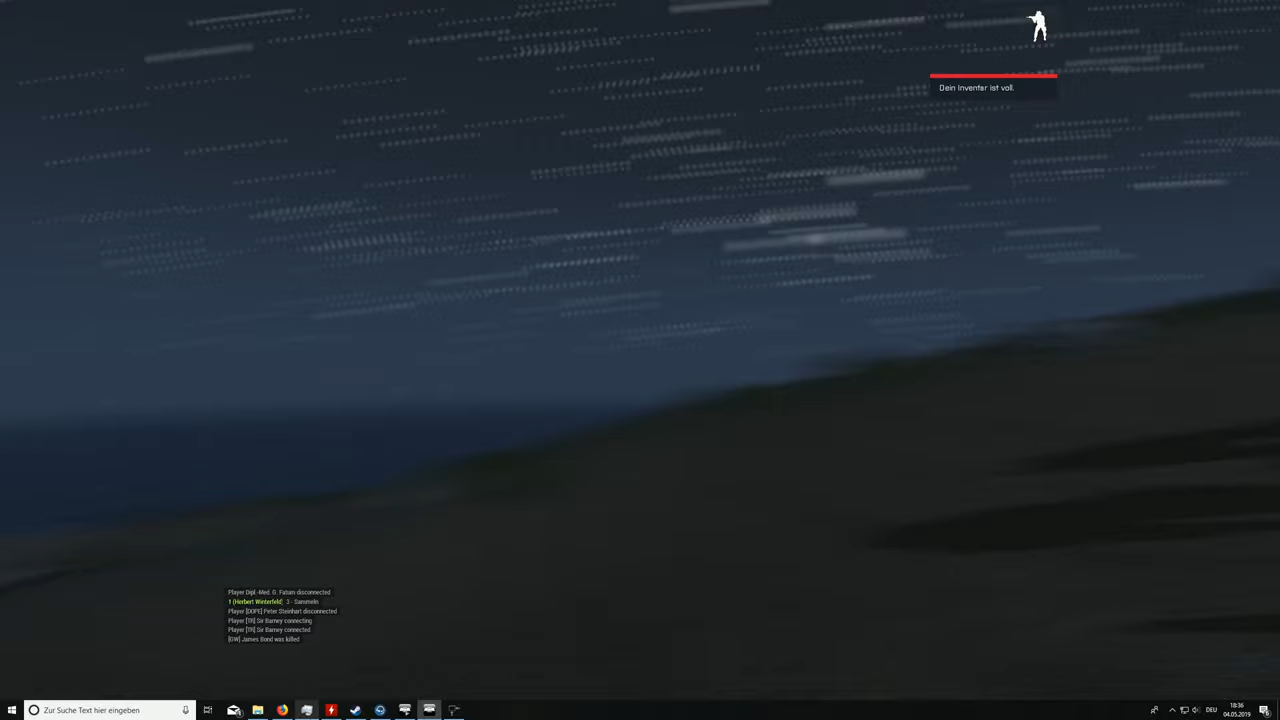 Dein Inventar ist voll.
Player Dipl.-Med. G. Fatum disconnected
1 (Herbert Winterfeld) 3 - Sammeln
Player [DOPE] Peter Steinhart disconnected
Player [TR] Sir Barney connecting
Player [TR] Sir Barney connected
[GW] James Bond was killed
Zur Suche Text hier eingeben
DEU
18:36
04.05.2019